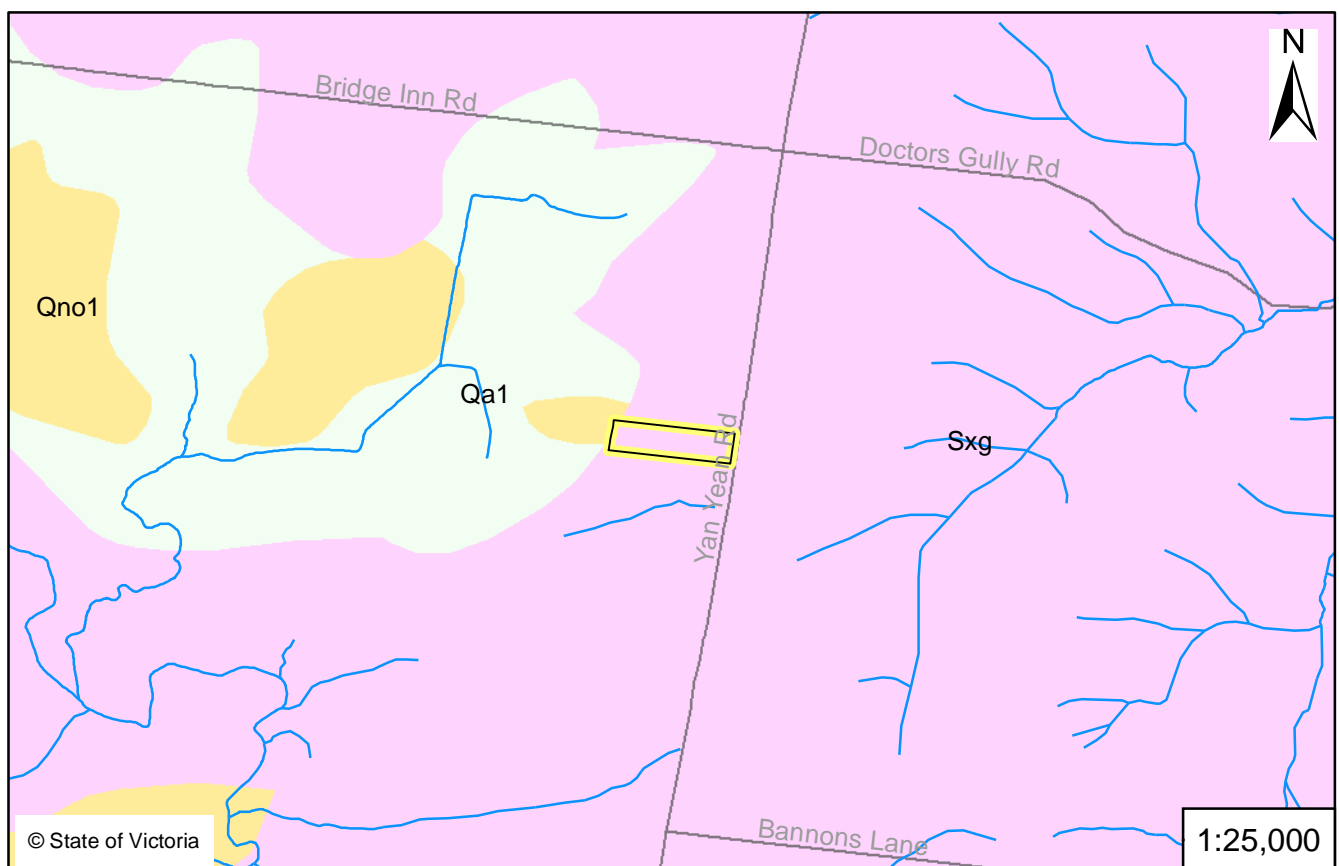 N
Bridge Inn Rd
Doctors Gully Rd
Qno1
Qa1
Sxg
Yan Yean Rd
© State of Victoria
Bannons Lane
1:25,000